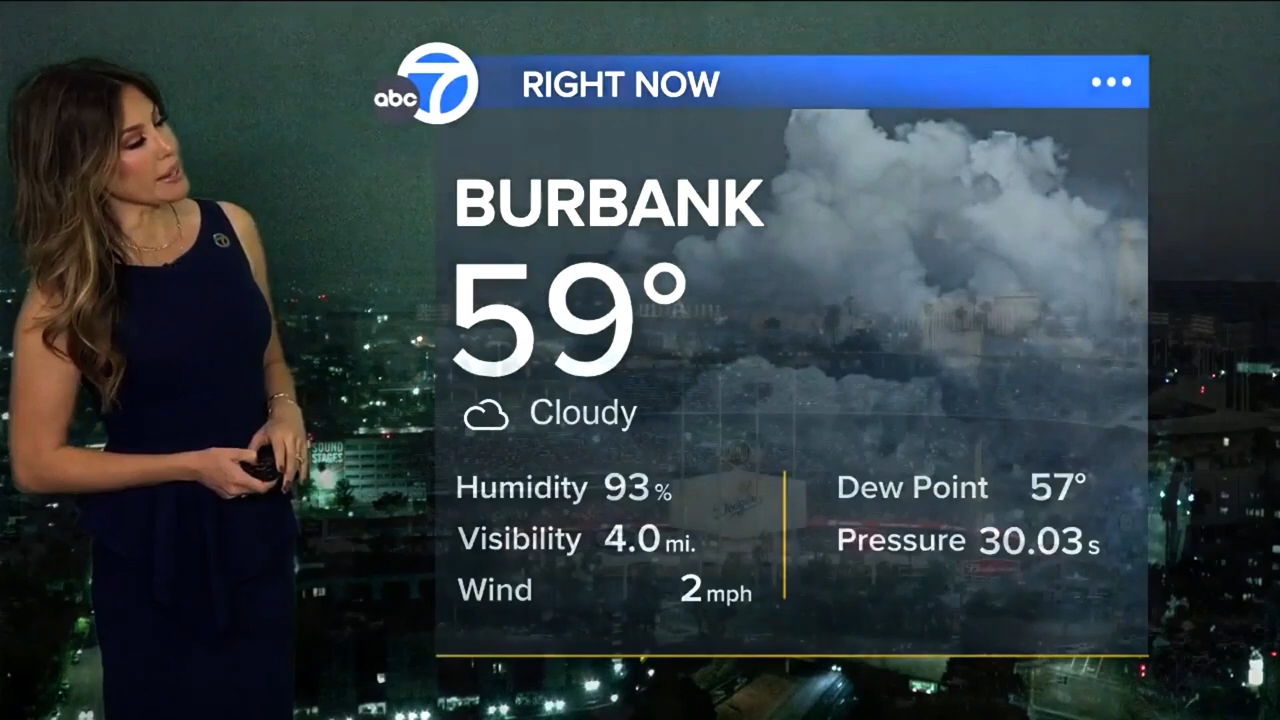 abc 7
RIGHT NOW
BURBANK
59°
Cloudy
Humidity 93%
Visibility 4.0 mi.
Wind 2 mph
Dew Point 57°
Pressure 30.03 s
SOUND
STAGES
Dodgers